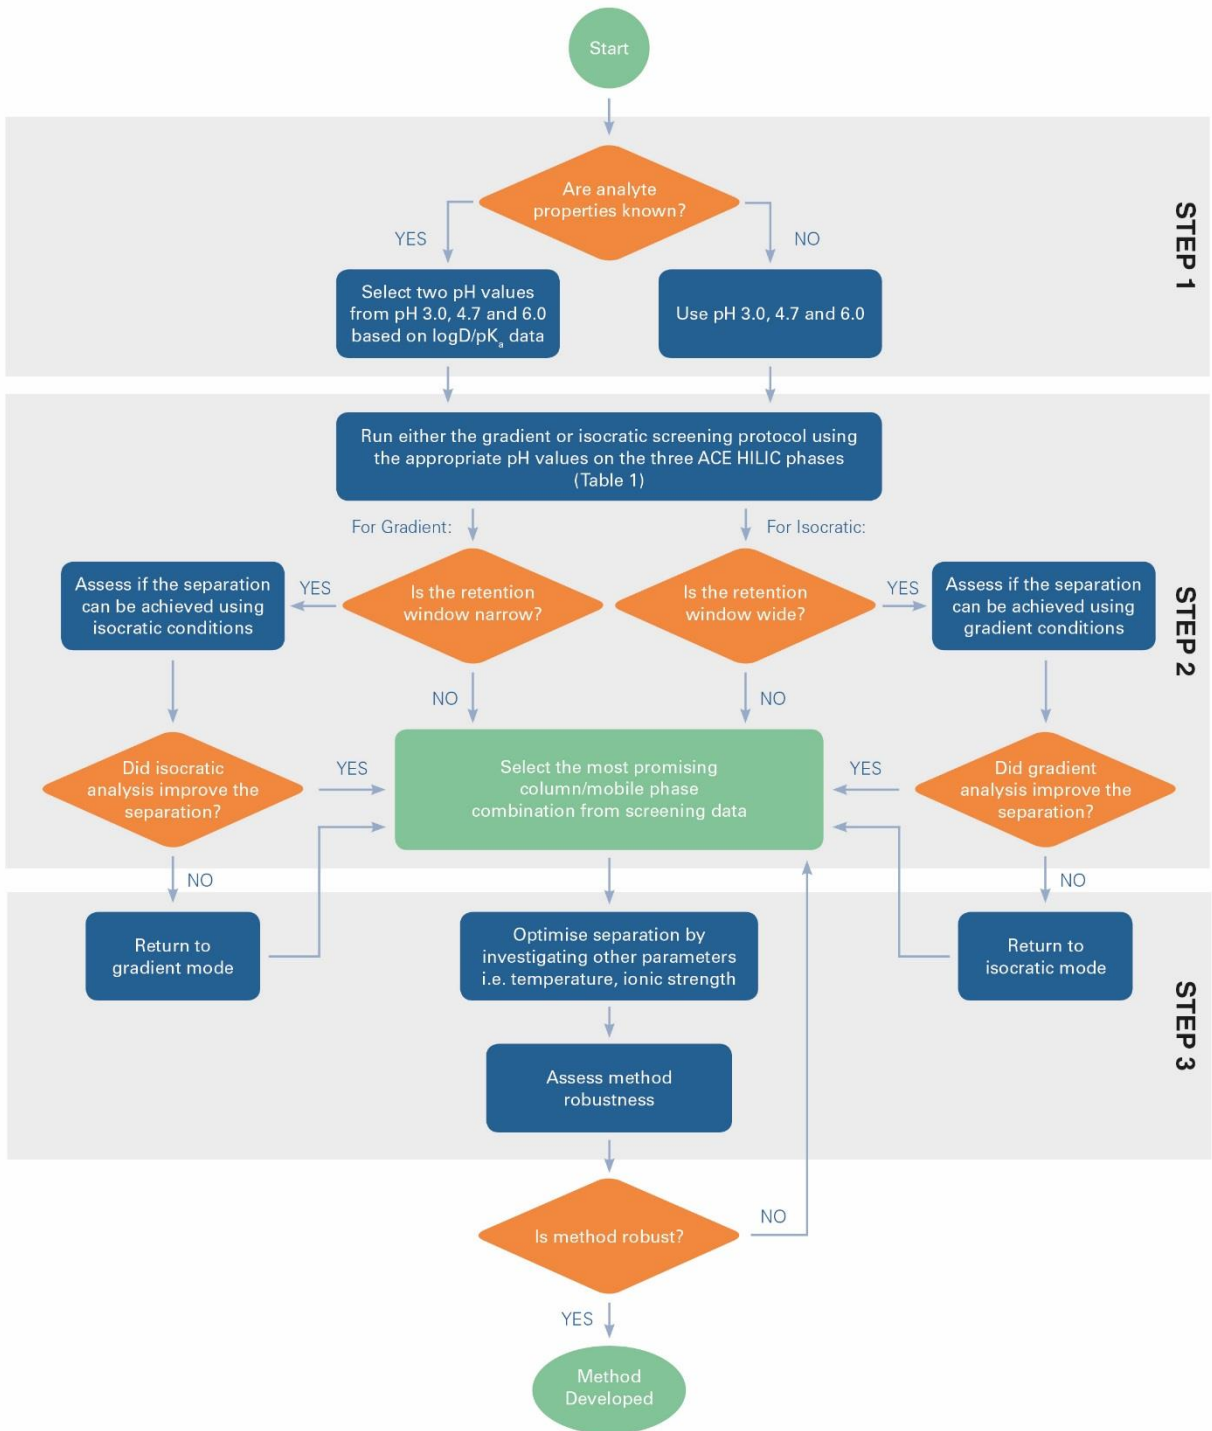 Start
STEP 1
Are analyte
properties known?
YES
NO
Select two pH values
from pH 3.0, 4.7 and 6.0
based on logD/pKₐ data
Use pH 3.0, 4.7 and 6.0
STEP 2
Run either the gradient or isocratic screening protocol using
the appropriate pH values on the three ACE HILIC phases
(Table 1)
For Gradient:
For Isocratic:
Assess if the separation
can be achieved using
isocratic conditions
YES
Is the retention
window narrow?
Is the retention
window wide?
YES
Assess if the separation
can be achieved using
gradient conditions
NO
NO
Did isocratic
analysis improve the
separation?
YES
Select the most promising
column/mobile phase
combination from screening data
YES
Did gradient
analysis improve the
separation?
NO
NO
STEP 3
Return to
gradient mode
Optimise separation by
investigating other parameters
i.e. temperature, ionic strength
Return to
isocratic mode
Assess method
robustness
Is method robust?
NO
YES
Method
Developed